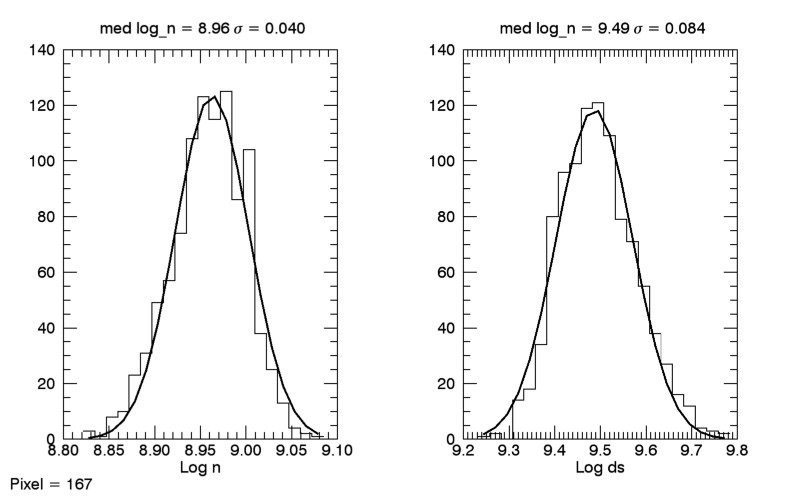 med log_n = 8.96 σ = 0.040
med log_n = 9.49 σ = 0.084
140
120
100
80
60
40
20
0
8.80 8.85 8.90 8.95 9.00 9.05 9.10
Log n
140
120
100
80
60
40
20
0
9.2 9.3 9.4 9.5 9.6 9.7 9.8
Log ds
Pixel = 167